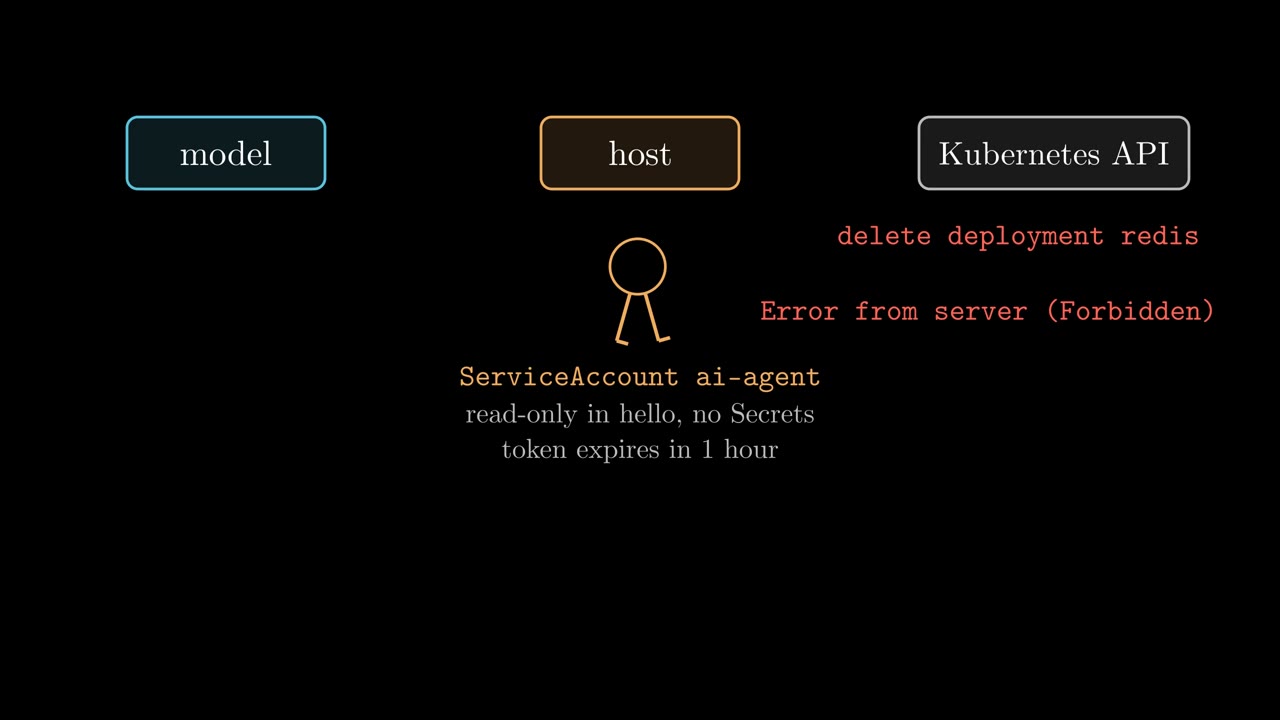 model
host
Kubernetes API
delete deployment redis
Error from server (Forbidden)
ServiceAccount ai-agent
read-only in hello, no Secrets
token expires in 1 hour